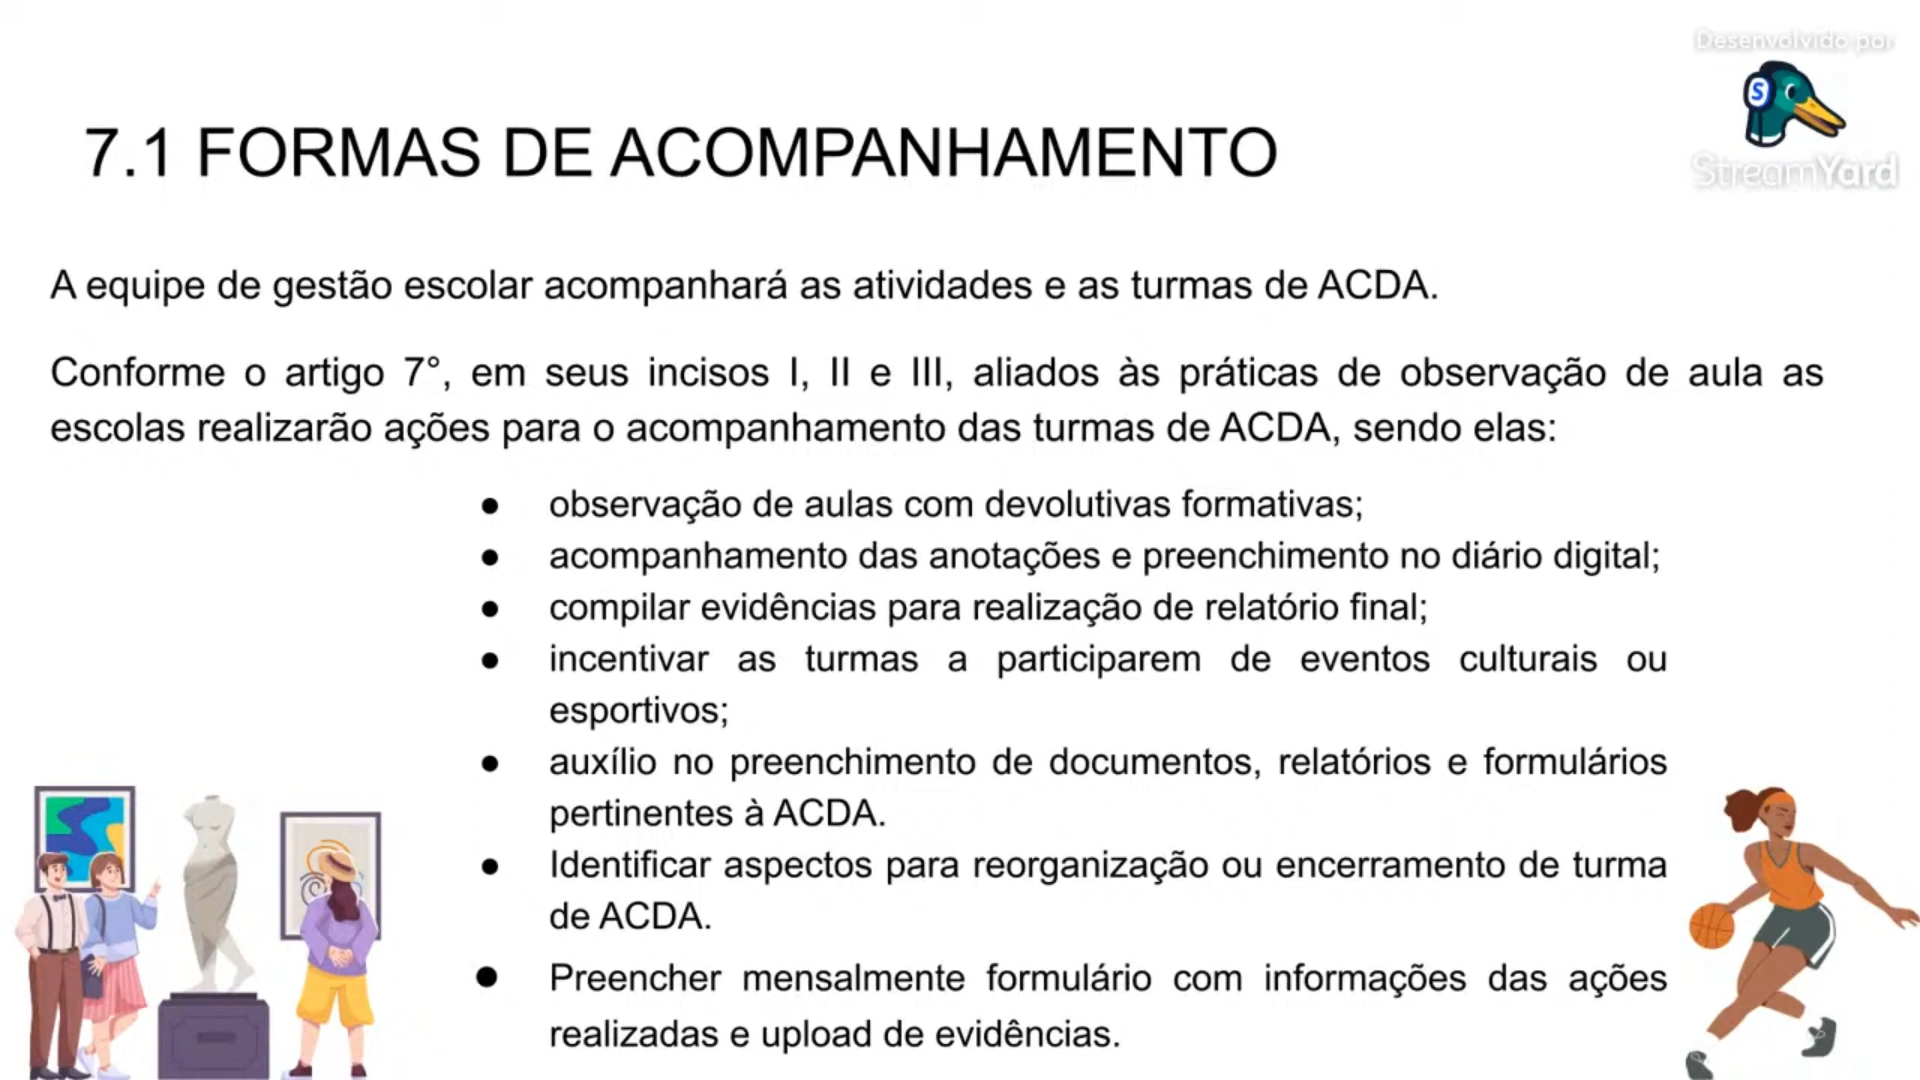 Desenvolvido por
StreamYard
7.1 FORMAS DE ACOMPANHAMENTO
A equipe de gestão escolar acompanhará as atividades e as turmas de ACDA.
Conforme o artigo 7°, em seus incisos I, II e III, aliados às práticas de observação de aula as
escolas realizarão ações para o acompanhamento das turmas de ACDA, sendo elas:
● observação de aulas com devolutivas formativas;
● acompanhamento das anotações e preenchimento no diário digital;
● compilar evidências para realização de relatório final;
● incentivar as turmas a participarem de eventos culturais ou
esportivos;
● auxílio no preenchimento de documentos, relatórios e formulários
pertinentes à ACDA.
● Identificar aspectos para reorganização ou encerramento de turma
de ACDA.
● Preencher mensalmente formulário com informações das ações
realizadas e upload de evidências.